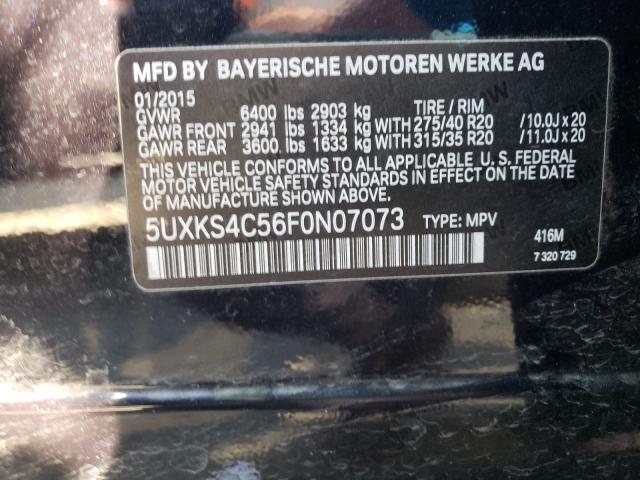 MFD BY BAYERISCHE MOTOREN WERKE AG
01/2015
GVWR 6400 lbs 2903 kg TIRE / RIM
GAWR FRONT 2941 lbs 1334 kg WITH 275/40 R20 /10.0J x 20
GAWR REAR 3600 lbs 1633 kg WITH 315/35 R20 /11.0J x 20
THIS VEHICLE CONFORMS TO ALL APPLICABLE U. S. FEDERAL
MOTOR VEHICLE SAFETY STANDARDS IN EFFECT ON THE DATE
OF MANUFACTURE SHOWN ABOVE.
5UXKS4C56F0N07073 TYPE: MPV
416M
7 320 729